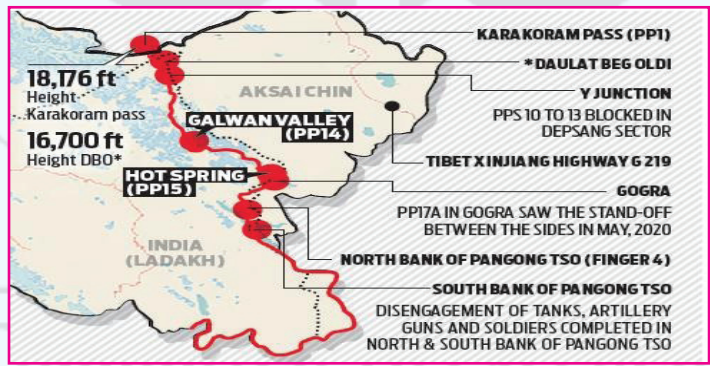 KARAKORAM PASS (PP1)
*DAULAT BEG OLDI
18,176 ft
Height
Karakoram pass
AKSAI CHIN
Y JUNCTION
PPS 10 TO 13 BLOCKED IN
DEPSANG SECTOR
GALWAN VALLEY
(PP14)
16,700 ft
Height DBO*
TIBET XINJIANG HIGHWAY G 219
HOT SPRING
(PP15)
GOGRA
PP17A IN GOGRA SAW THE STAND-OFF
BETWEEN THE SIDES IN MAY, 2020
INDIA
(LADAKH)
NORTH BANK OF PANGONG TSO (FINGER 4)
SOUTH BANK OF PANGONG TSO
DISENGAGEMENT OF TANKS, ARTILLERY
GUNS AND SOLDIERS COMPLETED IN
NORTH & SOUTH BANK OF PANGONG TSO